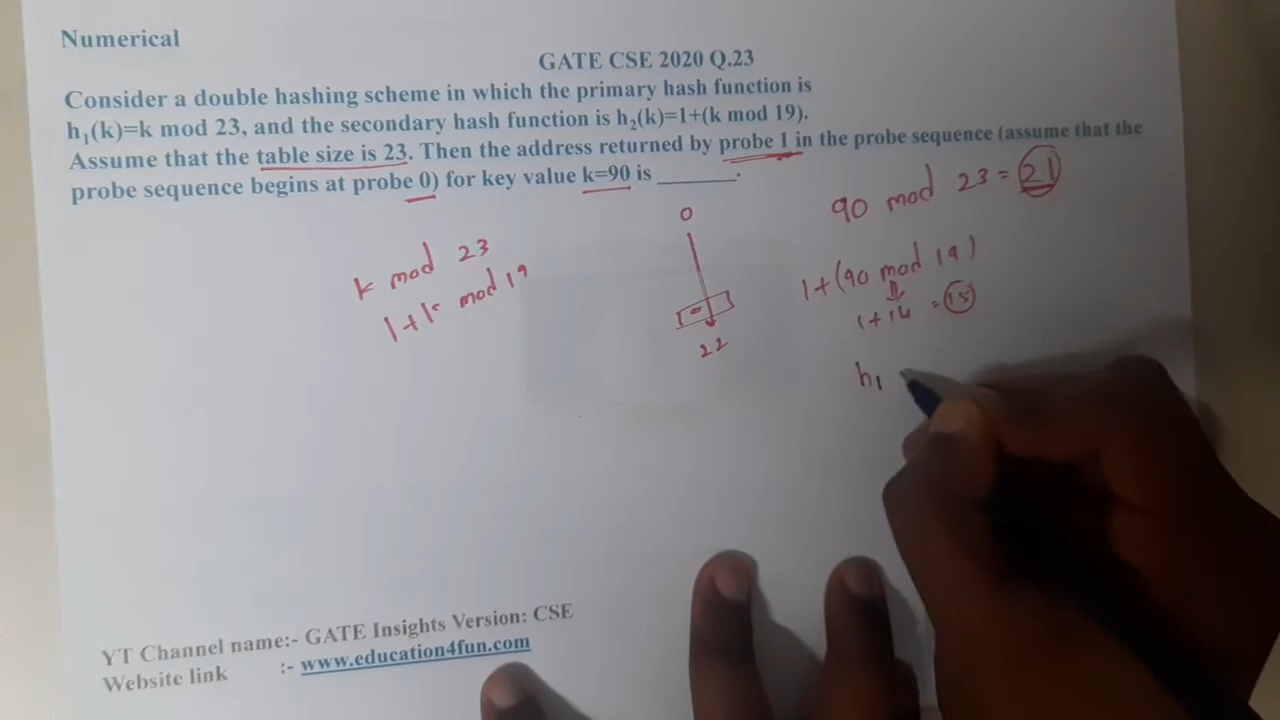 Numerical
GATE CSE 2020 Q.23
Consider a double hashing scheme in which the primary hash function is
h₁(k)=k mod 23, and the secondary hash function is h₂(k)=1+(k mod 19).
Assume that the table size is 23. Then the address returned by probe 1 in the probe sequence (assume that the
probe sequence begins at probe 0) for key value k=90 is ______.
90 mod 23 = 21
k mod 23
1+k mod 19
0
22
1+(90 mod 19)
1+14 = 15
h₁
YT Channel name:- GATE Insights Version: CSE
Website link :- www.education4fun.com